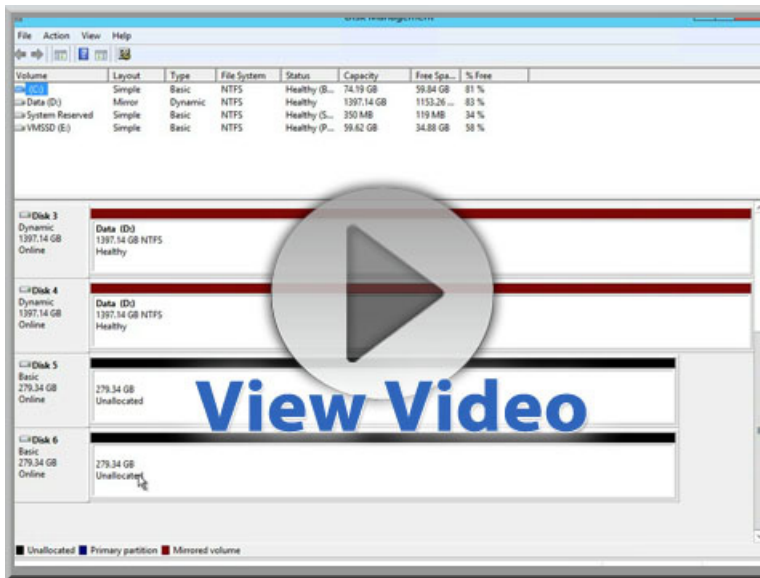 Disk Management
File Action View Help
Volume Layout Type File System Status Capacity Free Spa... % Free
(C:) Simple Basic NTFS Healthy (B... 74.19 GB 59.84 GB 81 %
Data (D:) Mirror Dynamic NTFS Healthy 1397.14 GB 1153.26 ... 83 %
System Reserved Simple Basic NTFS Healthy (S... 350 MB 119 MB 34 %
VMSSD (E:) Simple Basic NTFS Healthy (P... 59.62 GB 34.88 GB 58 %
Disk 3
Dynamic
1397.14 GB
Online
Data (D:)
1397.14 GB NTFS
Healthy
Disk 4
Dynamic
1397.14 GB
Online
Data (D:)
1397.14 GB NTFS
Healthy
Disk 5
Basic
279.34 GB
Online
279.34 GB
Unallocated
View Video
Disk 6
Basic
279.34 GB
Online
279.34 GB
Unallocated
Unallocated Primary partition Mirrored volume